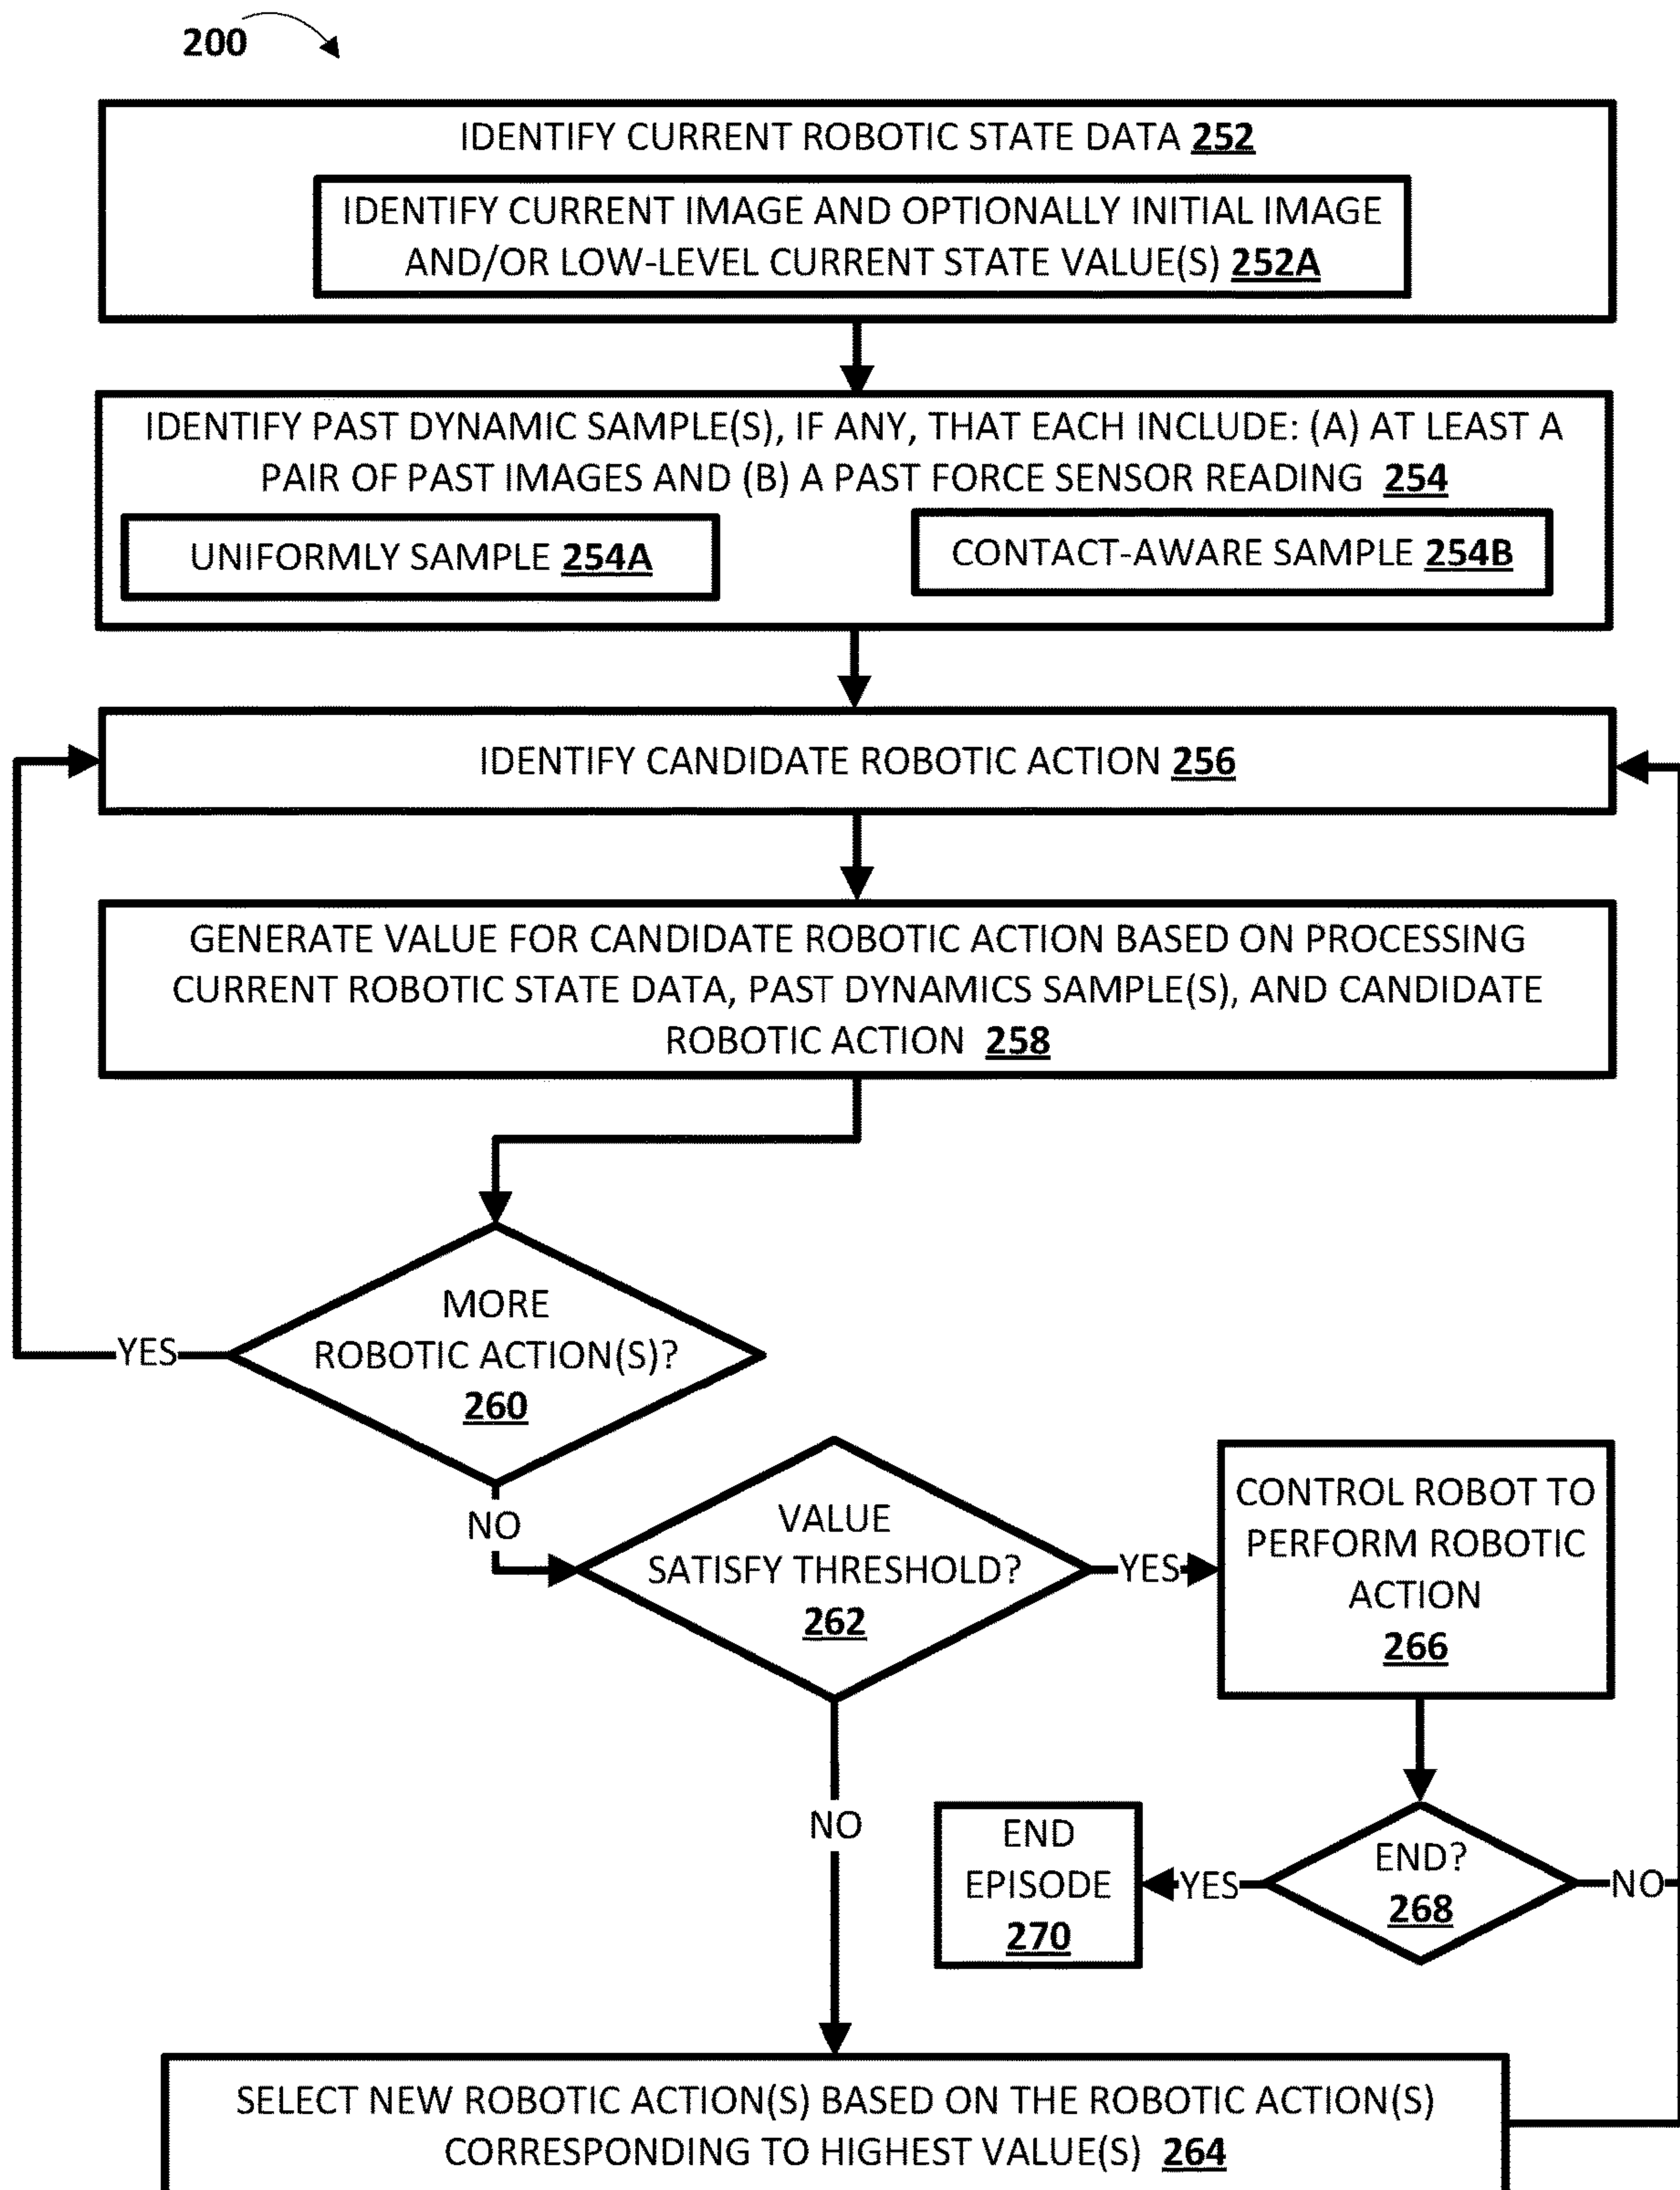 200
IDENTIFY CURRENT ROBOTIC STATE DATA 252
IDENTIFY CURRENT IMAGE AND OPTIONALLY INITIAL IMAGE
AND/OR LOW-LEVEL CURRENT STATE VALUE(S) 252A
IDENTIFY PAST DYNAMIC SAMPLE(S), IF ANY, THAT EACH INCLUDE: (A) AT LEAST A
PAIR OF PAST IMAGES AND (B) A PAST FORCE SENSOR READING 254
UNIFORMLY SAMPLE 254A
CONTACT-AWARE SAMPLE 254B
IDENTIFY CANDIDATE ROBOTIC ACTION 256
GENERATE VALUE FOR CANDIDATE ROBOTIC ACTION BASED ON PROCESSING
CURRENT ROBOTIC STATE DATA, PAST DYNAMICS SAMPLE(S), AND CANDIDATE
ROBOTIC ACTION 258
MORE
ROBOTIC ACTION(S)?
260
YES
NO
VALUE
SATISFY THRESHOLD?
262
YES
NO
CONTROL ROBOT TO
PERFORM ROBOTIC
ACTION
266
END?
268
YES
NO
END
EPISODE
270
SELECT NEW ROBOTIC ACTION(S) BASED ON THE ROBOTIC ACTION(S)
CORRESPONDING TO HIGHEST VALUE(S) 264